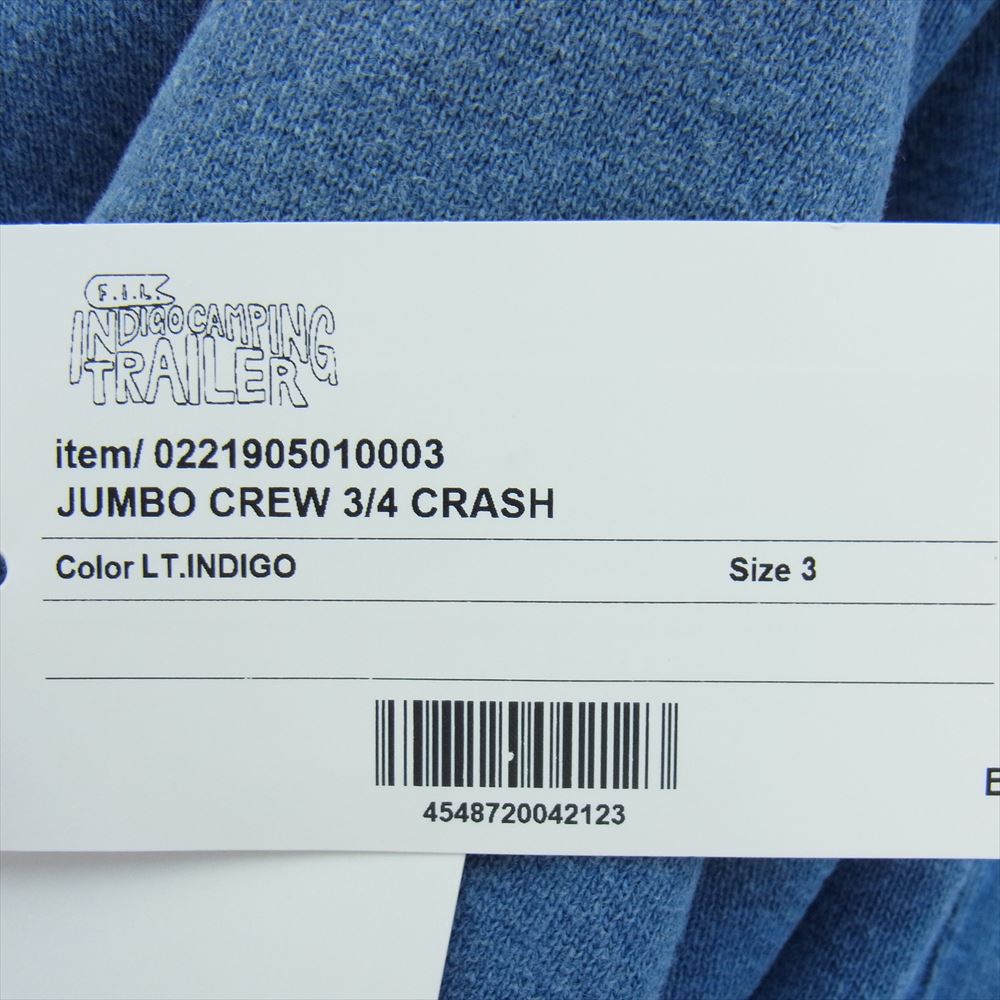 F.I.L.
INDIGO CAMPING
TRAILER
item/ 0221905010003
JUMBO CREW 3/4 CRASH
Color LT.INDIGO Size 3
4548720042123